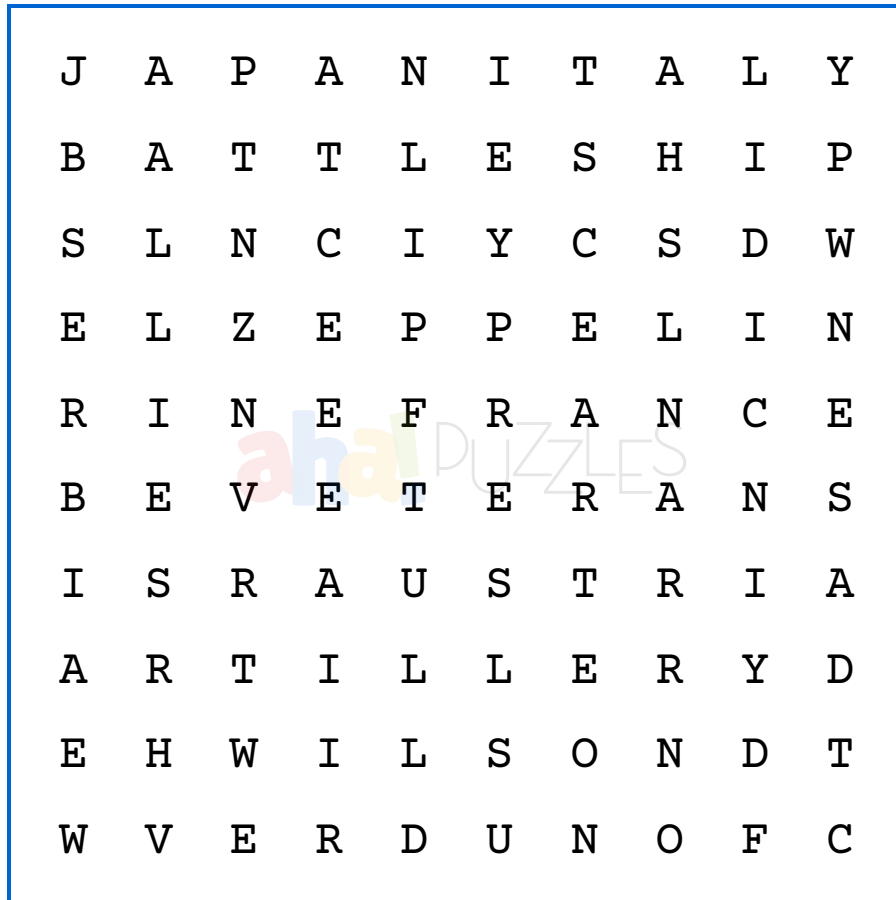 J A P A N I T A L Y
B A T T L E S H I P
S L N C I Y C S D W
E L Z E P P E L I N
R I N E F R A N C E
aha! PUZZLES
B E V E T E R A N S
I S R A U S T R I A
A R T I L L E R Y D
E H W I L S O N D T
W V E R D U N O F C